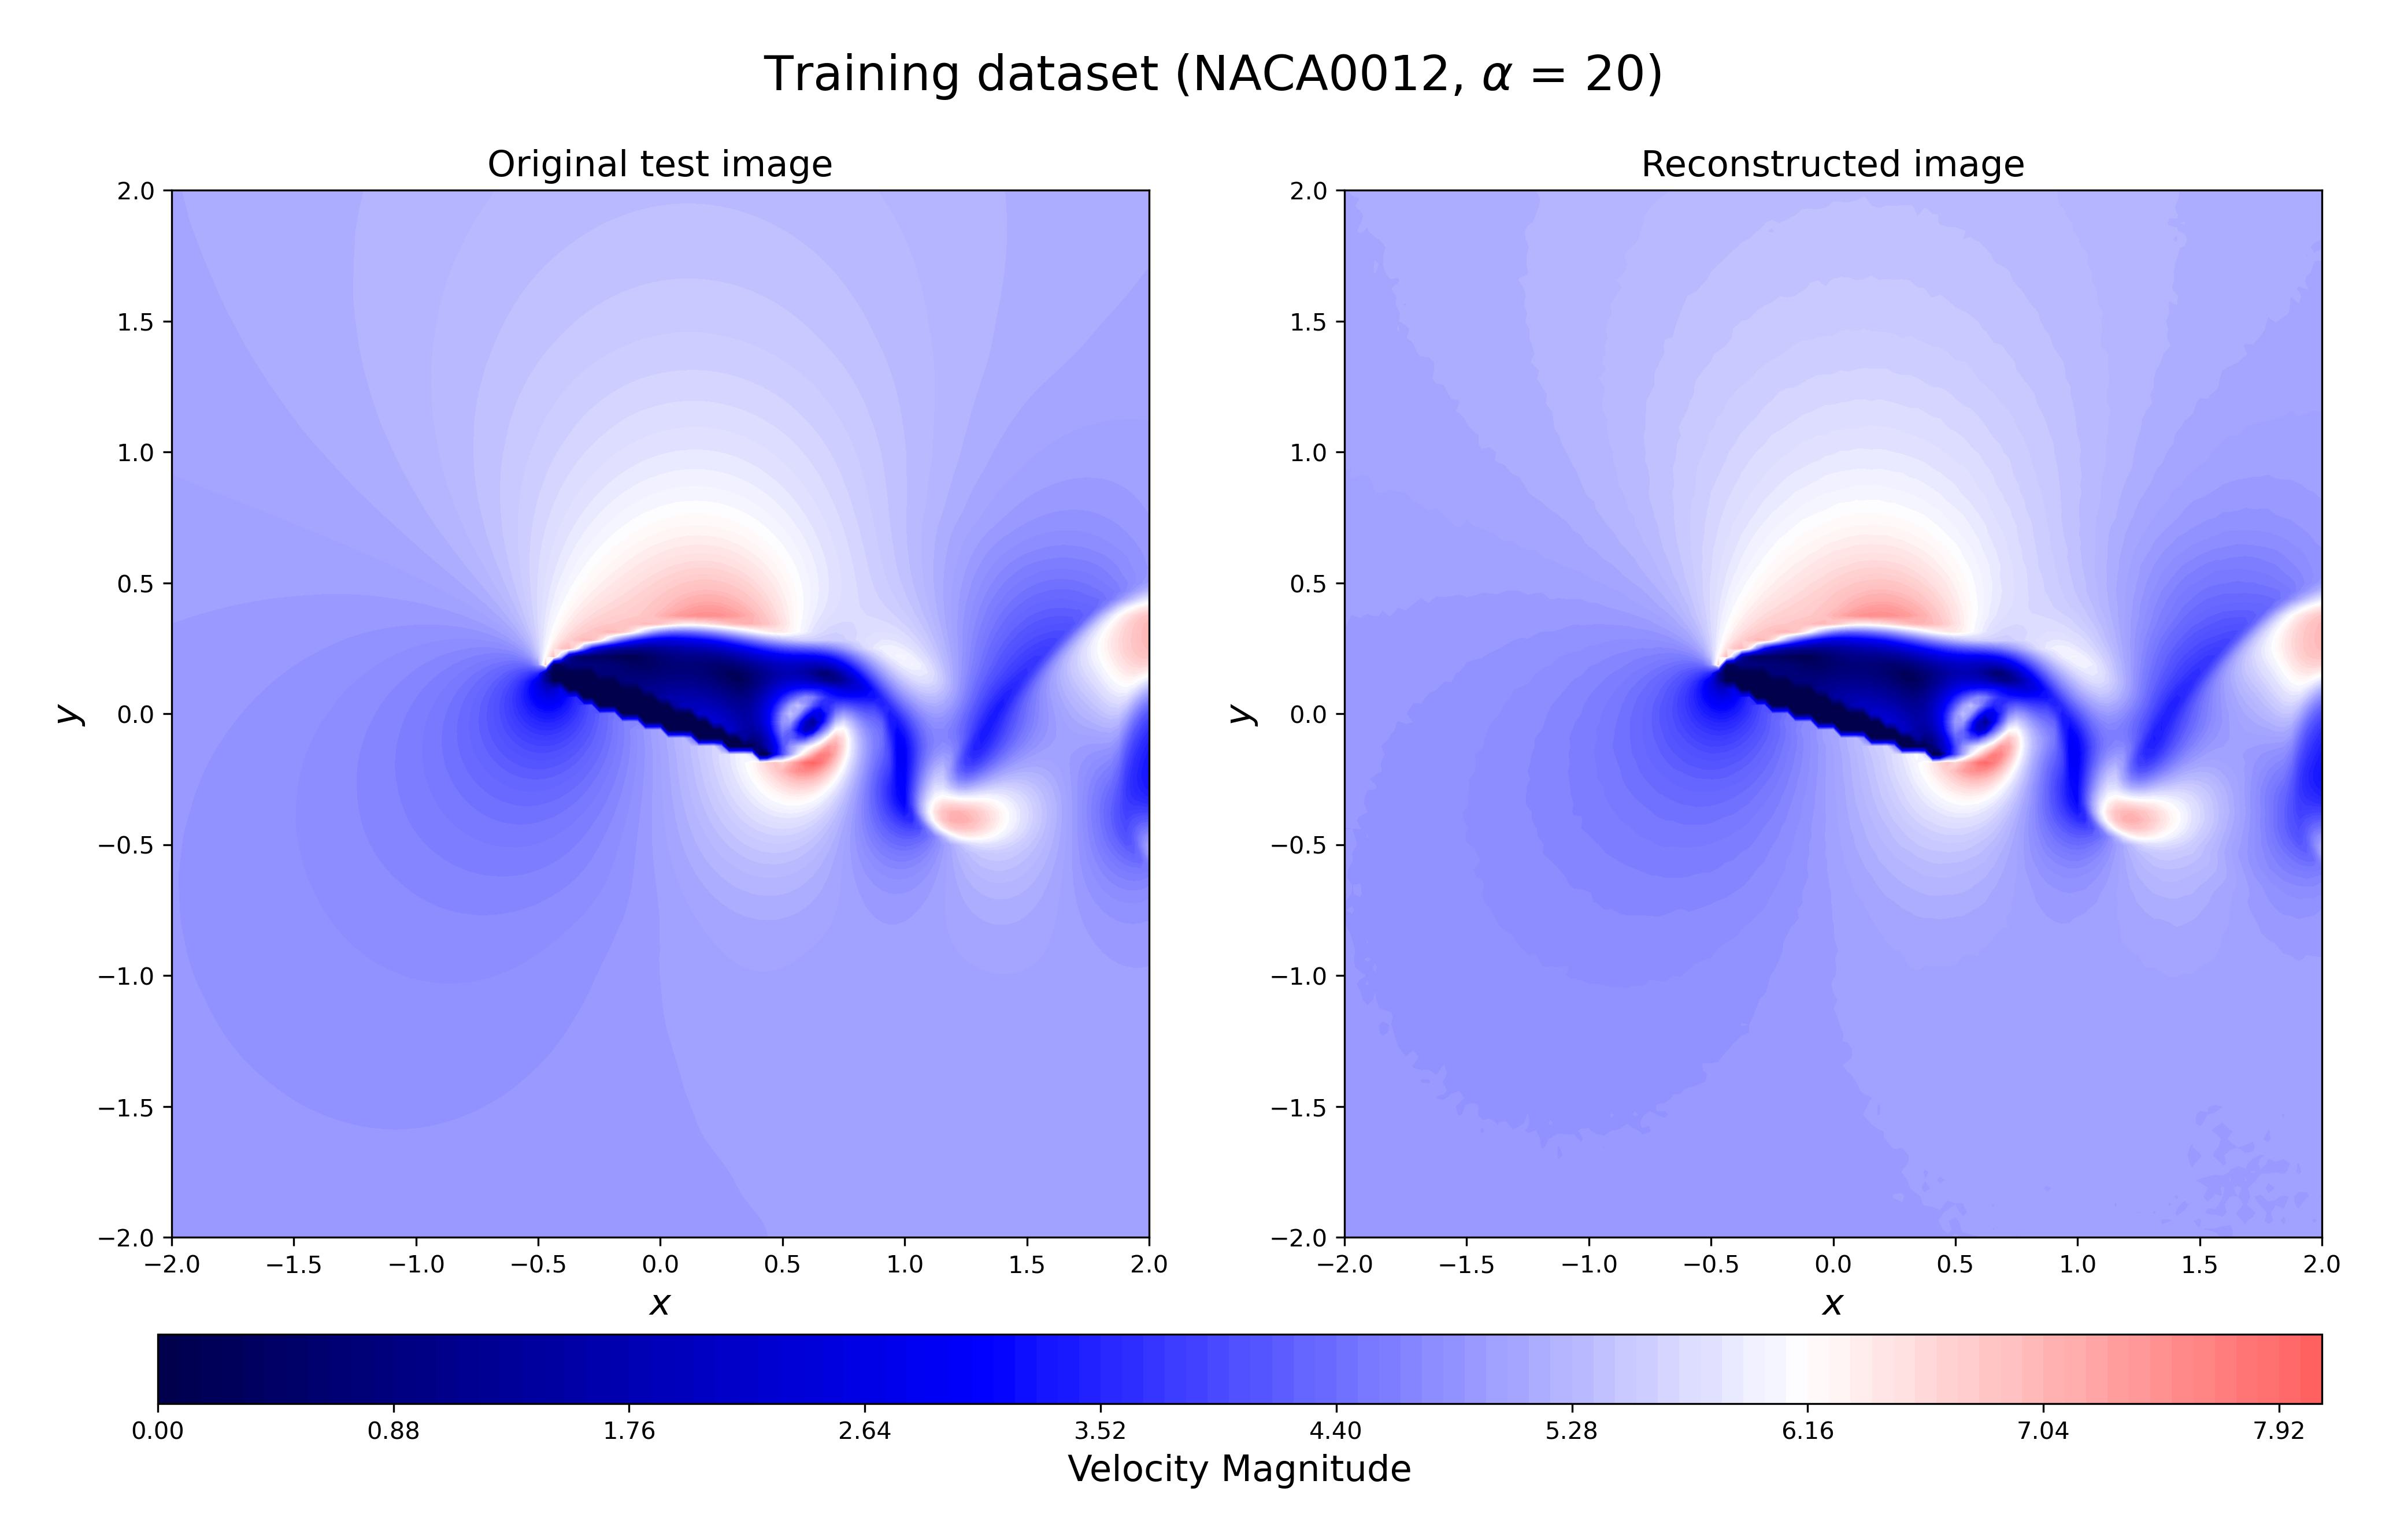 Training dataset (NACA0012, α = 20)
Original test image
Reconstructed image
2.0
1.5
1.0
0.5
0.0
−0.5
−1.0
−1.5
−2.0
y
−2.0 −1.5 −1.0 −0.5 0.0 0.5 1.0 1.5 2.0
x
2.0
1.5
1.0
0.5
0.0
−0.5
−1.0
−1.5
−2.0
y
−2.0 −1.5 −1.0 −0.5 0.0 0.5 1.0 1.5 2.0
x
0.00 0.88 1.76 2.64 3.52 4.40 5.28 6.16 7.04 7.92
Velocity Magnitude